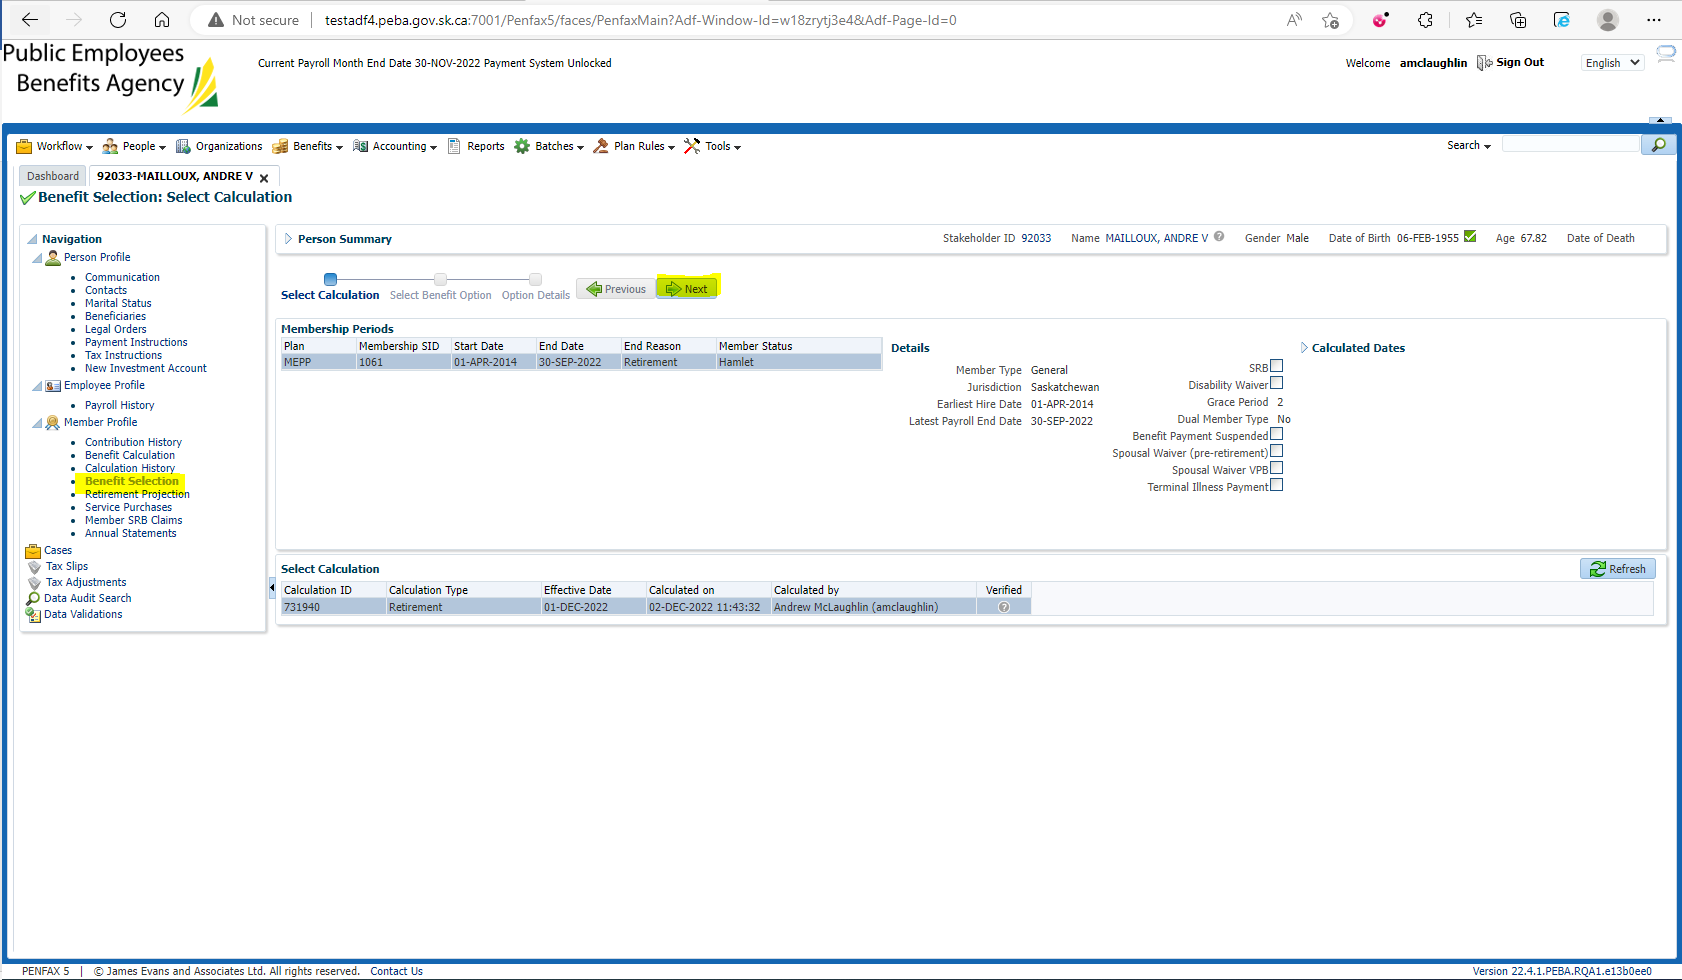 Not secure | testadf4.peba.gov.sk.ca:7001/Penfax5/faces/PenfaxMain?Adf-Window-Id=w18zrytj3e4&Adf-Page-Id=0
Public Employees
Benefits Agency
Current Payroll Month End Date 30-NOV-2022 Payment System Unlocked
Welcome amclaughlin Sign Out English
Workflow People Organizations Benefits Accounting Reports Batches Plan Rules Tools Search
Dashboard 92033-MAILLOUX, ANDRE V
Benefit Selection: Select Calculation
Navigation
Person Profile
Communication
Contacts
Marital Status
Beneficiaries
Legal Orders
Payment Instructions
Tax Instructions
New Investment Account
Employee Profile
Payroll History
Member Profile
Contribution History
Benefit Calculation
Calculation History
Benefit Selection
Retirement Projection
Service Purchases
Member SRB Claims
Annual Statements
Cases
Tax Slips
Tax Adjustments
Data Audit Search
Data Validations
Person Summary
Stakeholder ID 92033 Name MAILLOUX, ANDRE V Gender Male Date of Birth 06-FEB-1955 Age 67.82 Date of Death
Select Calculation Select Benefit Option Option Details Previous Next
Membership Periods
Plan Membership SID Start Date End Date End Reason Member Status
MEPP 1061 01-APR-2014 30-SEP-2022 Retirement Hamlet
Details
Member Type General
Jurisdiction Saskatchewan
Earliest Hire Date 01-APR-2014
Latest Payroll End Date 30-SEP-2022
SRB
Disability Waiver
Grace Period 2
Dual Member Type No
Benefit Payment Suspended
Spousal Waiver (pre-retirement)
Spousal Waiver VPB
Terminal Illness Payment
Calculated Dates
Select Calculation
Refresh
Calculation ID Calculation Type Effective Date Calculated on Calculated by Verified
731940 Retirement 01-DEC-2022 02-DEC-2022 11:43:32 Andrew McLaughlin (amclaughlin)
PENFAX 5 | © James Evans and Associates Ltd. All rights reserved. Contact Us
Version 22.4.1.PEBA.RQA1.e13b0ee0